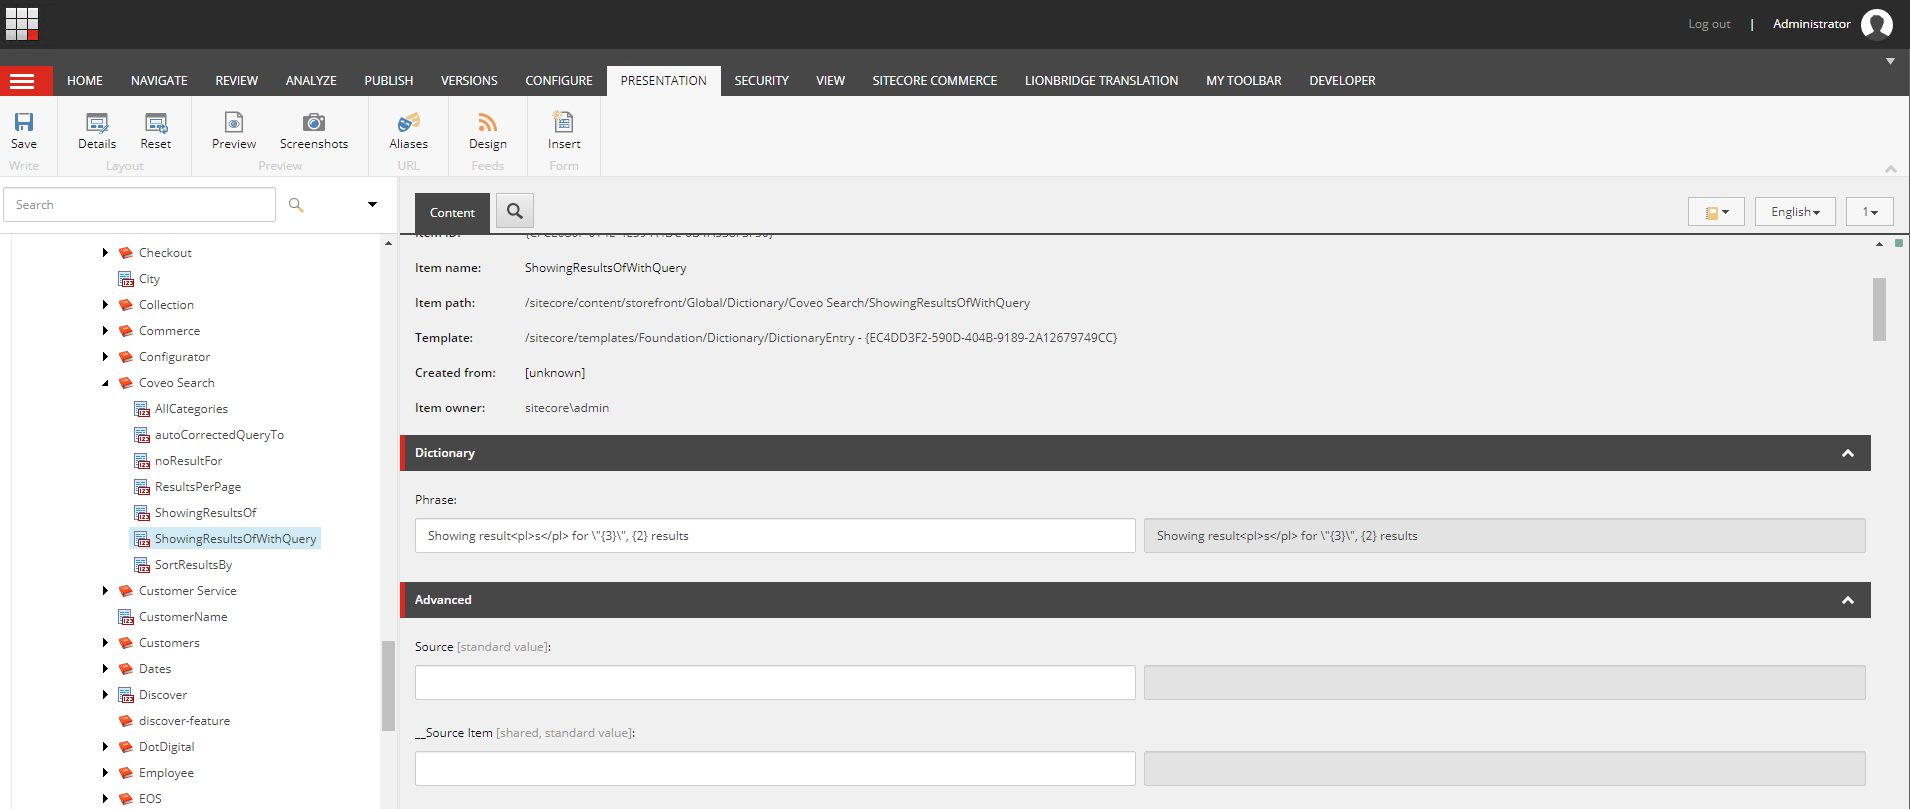 Log out | Administrator
HOME NAVIGATE REVIEW ANALYZE PUBLISH VERSIONS CONFIGURE PRESENTATION SECURITY VIEW SITECORE COMMERCE LIONBRIDGE TRANSLATION MY TOOLBAR DEVELOPER
Save Details Reset Preview Screenshots Aliases Design Insert
Write Layout Preview URL Feeds Form
Search
Content
English
1
Checkout
City
Collection
Commerce
Configurator
Coveo Search
AllCategories
autoCorrectedQueryTo
noResultFor
ResultsPerPage
ShowingResultsOf
ShowingResultsOfWithQuery
SortResultsBy
Customer Service
CustomerName
Customers
Dates
Discover
discover-feature
DotDigital
Employee
EOS
Item ID:
Item name: ShowingResultsOfWithQuery
Item path: /sitecore/content/storefront/Global/Dictionary/Coveo Search/ShowingResultsOfWithQuery
Template: /sitecore/templates/Foundation/Dictionary/DictionaryEntry - {EC4DD3F2-590D-404B-9189-2A12679749CC}
Created from: [unknown]
Item owner: sitecore\admin
Dictionary
Phrase:
Showing result<pl>s</pl> for \"{3}\", {2} results Showing result<pl>s</pl> for \"{3}\", {2} results
Advanced
Source [standard value]:
__Source Item [shared, standard value]: